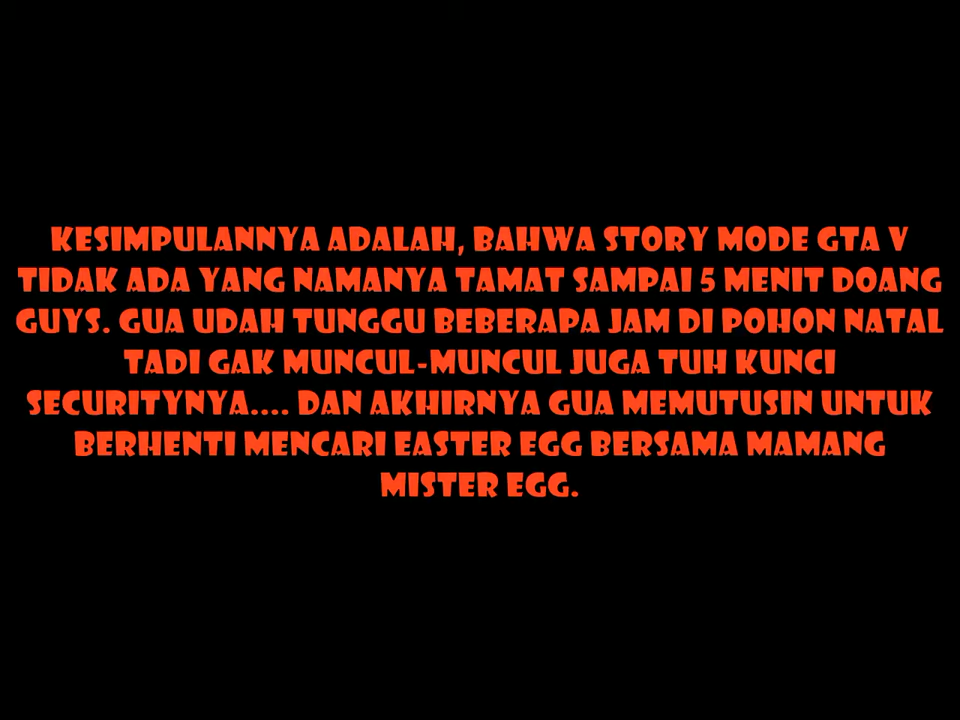 KESIMPULANNYA ADALAH, BAHWA STORY MODE GTA V
TIDAK ADA YANG NAMANYA TAMAT SAMPAI 5 MENIT DOANG
GUYS. GUA UDAH TUNGGU BEBERAPA JAM DI POHON NATAL
TADI GAK MUNCUL-MUNCUL JUGA TUH KUNCI
SECURITYNYA.... DAN AKHIRNYA GUA MEMUTUSIN UNTUK
BERHENTI MENCARI EASTER EGG BERSAMA MAMANG
MISTER EGG.